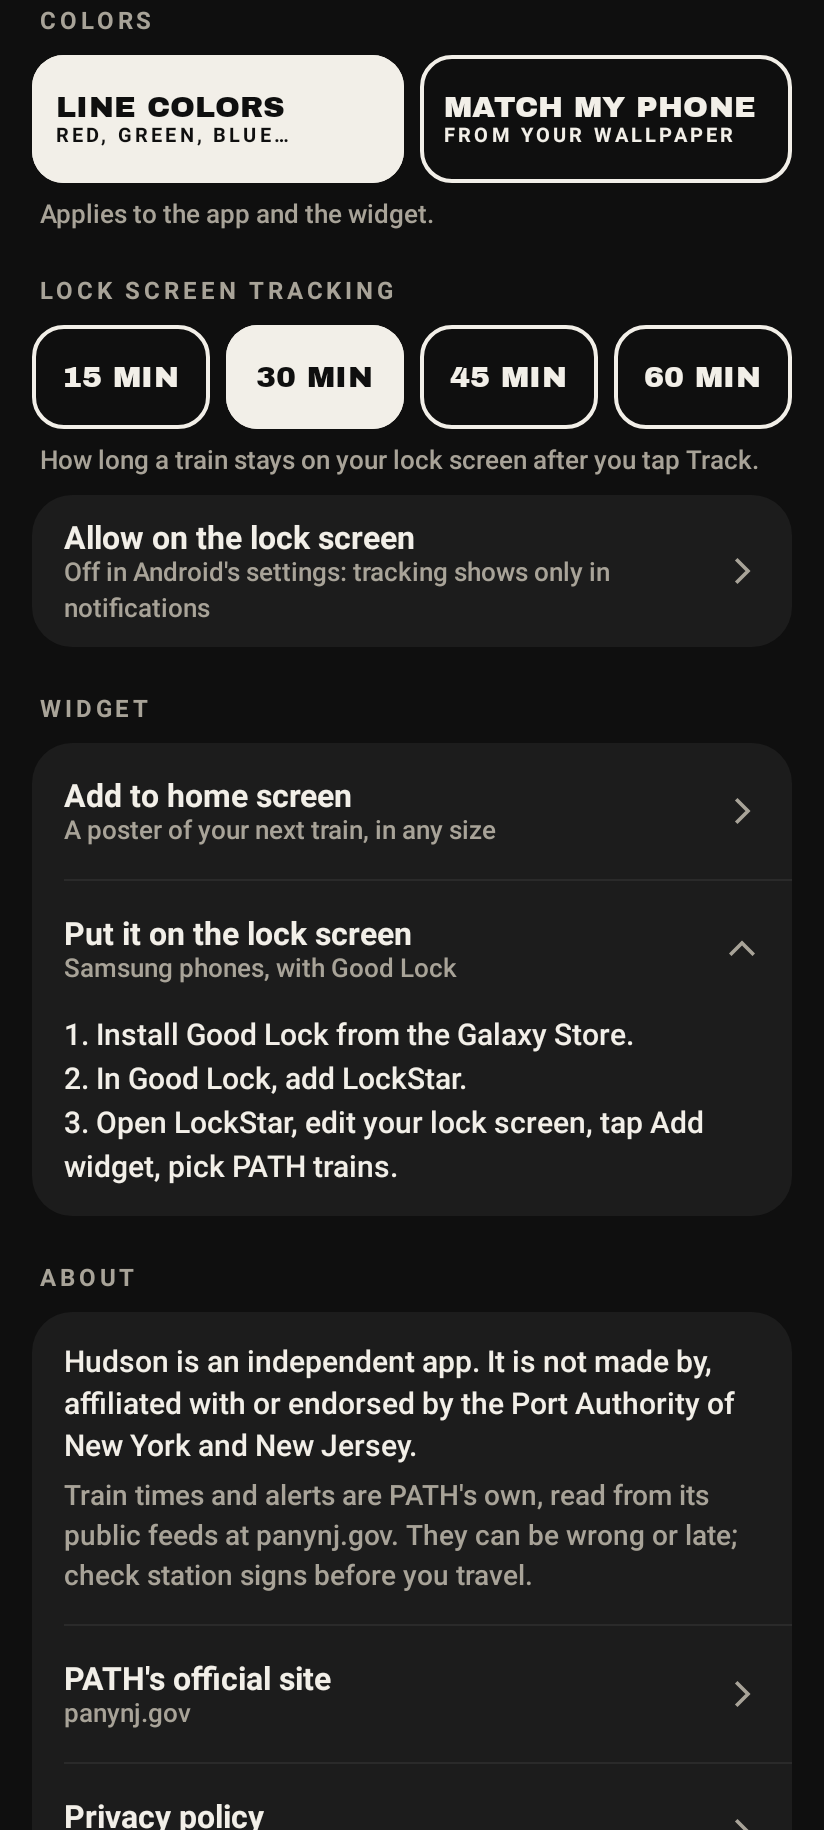 COLORS
LINE COLORS
RED, GREEN, BLUE…
MATCH MY PHONE
FROM YOUR WALLPAPER
Applies to the app and the widget.
LOCK SCREEN TRACKING
15 MIN
30 MIN
45 MIN
60 MIN
How long a train stays on your lock screen after you tap Track.
Allow on the lock screen
Off in Android's settings: tracking shows only in
notifications
WIDGET
Add to home screen
A poster of your next train, in any size
Put it on the lock screen
Samsung phones, with Good Lock
1. Install Good Lock from the Galaxy Store.
2. In Good Lock, add LockStar.
3. Open LockStar, edit your lock screen, tap Add
widget, pick PATH trains.
ABOUT
Hudson is an independent app. It is not made by,
affiliated with or endorsed by the Port Authority of
New York and New Jersey.
Train times and alerts are PATH's own, read from its
public feeds at panynj.gov. They can be wrong or late;
check station signs before you travel.
PATH's official site
panynj.gov
Privacy policy